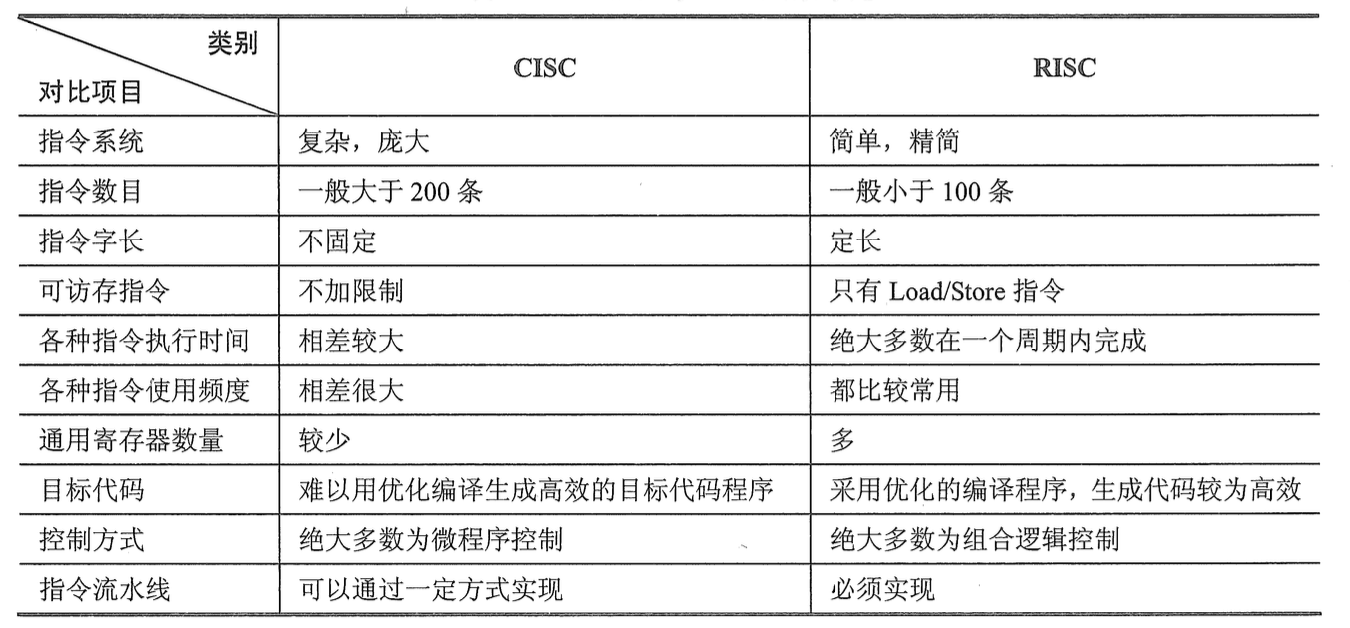 类别
对比项目
CISC
RISC
指令系统 复杂，庞大 简单，精简
指令数目 一般大于 200 条 一般小于 100 条
指令字长 不固定 定长
可访存指令 不加限制 只有 Load/Store 指令
各种指令执行时间 相差较大 绝大多数在一个周期内完成
各种指令使用频度 相差很大 都比较常用
通用寄存器数量 较少 多
目标代码 难以用优化编译生成高效的目标代码程序 采用优化的编译程序，生成代码较为高效
控制方式 绝大多数为微程序控制 绝大多数为组合逻辑控制
指令流水线 可以通过一定方式实现 必须实现